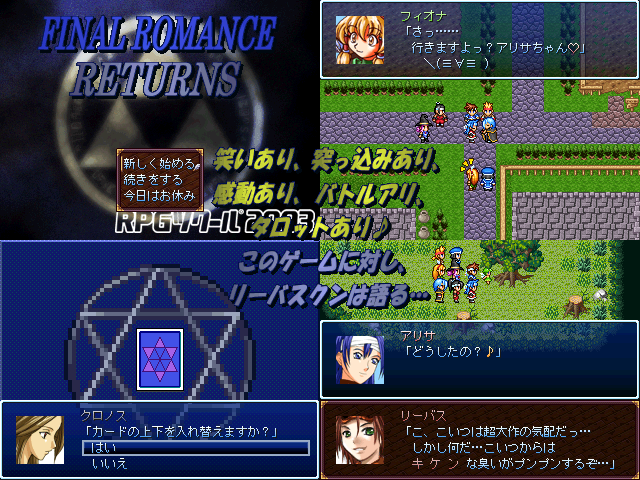 FINAL ROMANCE
RETURNS
新しく始める
続きをする
今日はお休み
RPGツクール2003
フィオナ
「さっ……
行きますよっ?アリサちゃん♡」
＼(≡∀≡ )
笑いあり、突っ込みあり、
感動あり、バトルアリ、
タロットあり♪
このゲームに対し、
リーバスクンは語る…
クロノス
「カードの上下を入れ替えますか?」
はい
いいえ
アリサ
「どうしたの?♪」
リーバス
「こ、こいつは超大作の気配だっ…
しかし何だ…こいつからは
キケン な臭いがプンプンするぞ…」